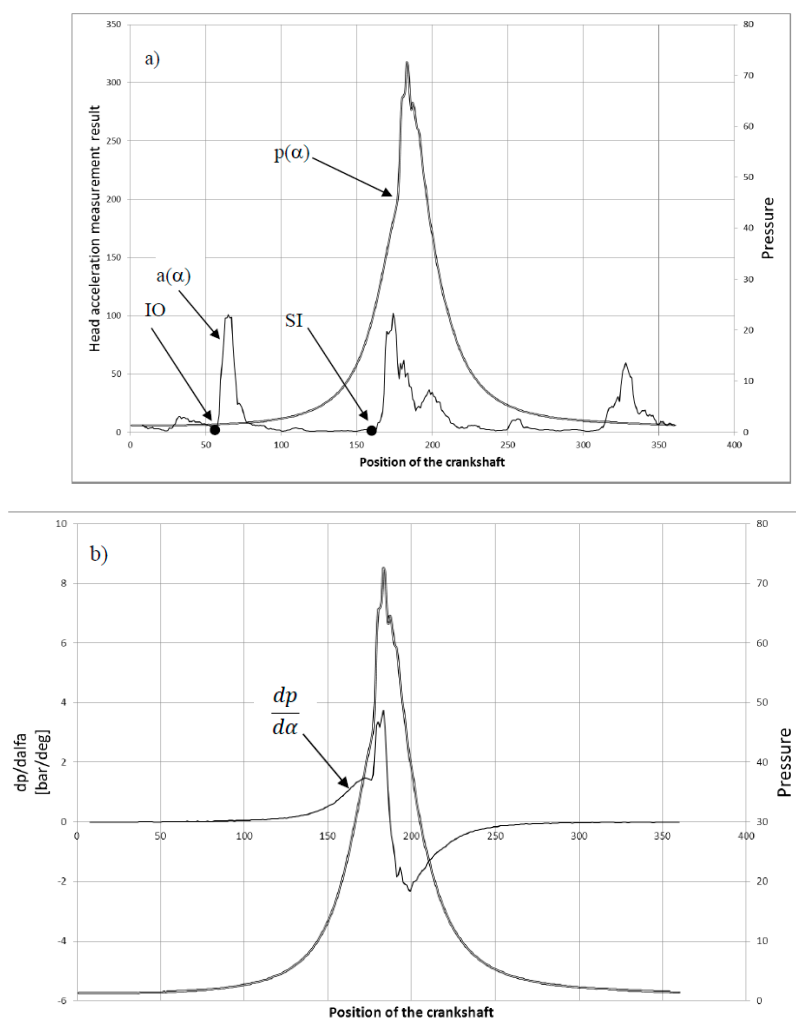 a)
Head acceleration measurement result
350
300
250
200
150
100
50
0
80
70
60
50
40
30
20
10
0
Pressure
p(α)
a(α)
IO
SI
0 50 100 150 200 250 300 350 400
Position of the crankshaft
b)
dp/dalfa
[bar/deg]
10
8
6
4
2
0
-2
-4
-6
80
70
60
50
40
30
20
10
0
Pressure
dp
dα
0 50 100 150 200 250 300 350 400
Position of the crankshaft